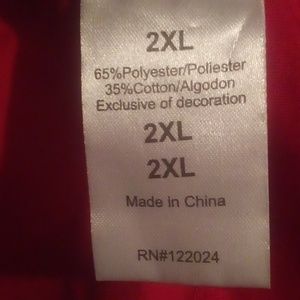 2XL
65%Polyester/Poliester
35%Cotton/Algodon
Exclusive of decoration
2XL
2XL
Made in China
RN#122024